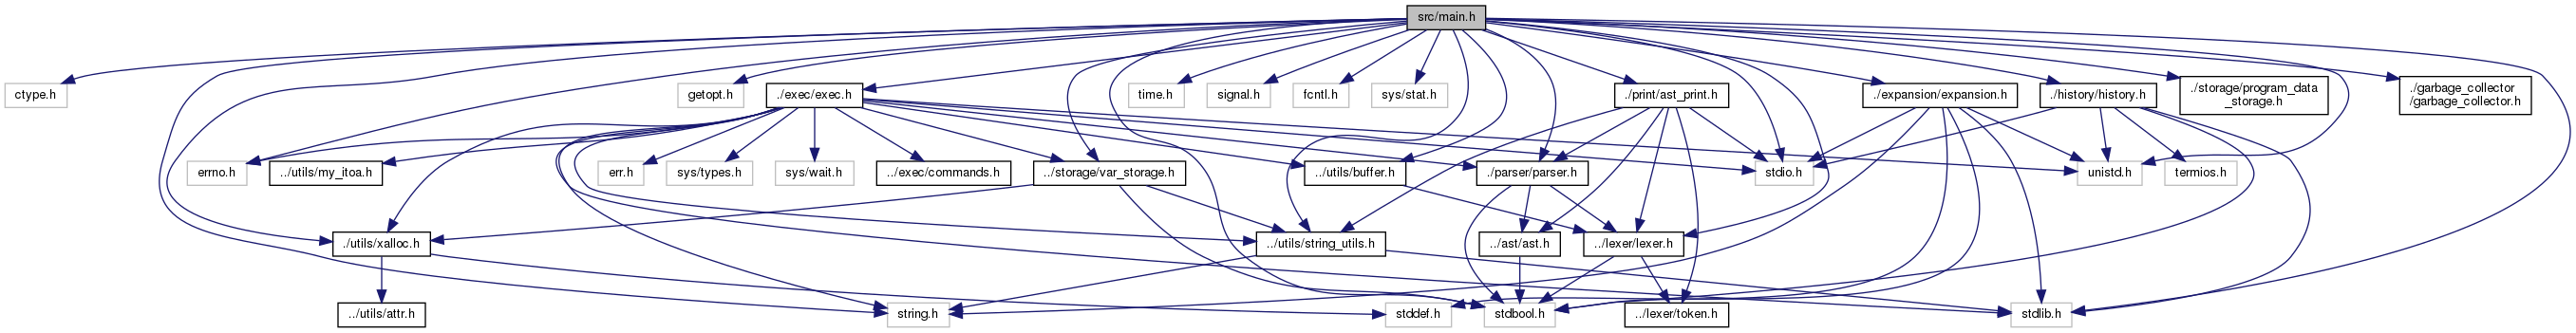 src/main.h
ctype.h
getopt.h
./exec/exec.h
time.h
signal.h
fcntl.h
sys/stat.h
./print/ast_print.h
./expansion/expansion.h
./history/history.h
./storage/program_data
_storage.h
./garbage_collector
/garbage_collector.h
errno.h
../utils/my_itoa.h
err.h
sys/types.h
sys/wait.h
../exec/commands.h
../storage/var_storage.h
../utils/buffer.h
../parser/parser.h
stdio.h
unistd.h
termios.h
./utils/xalloc.h
../utils/string_utils.h
../ast/ast.h
../lexer/lexer.h
../utils/attr.h
string.h
stddef.h
stdbool.h
../lexer/token.h
stdlib.h